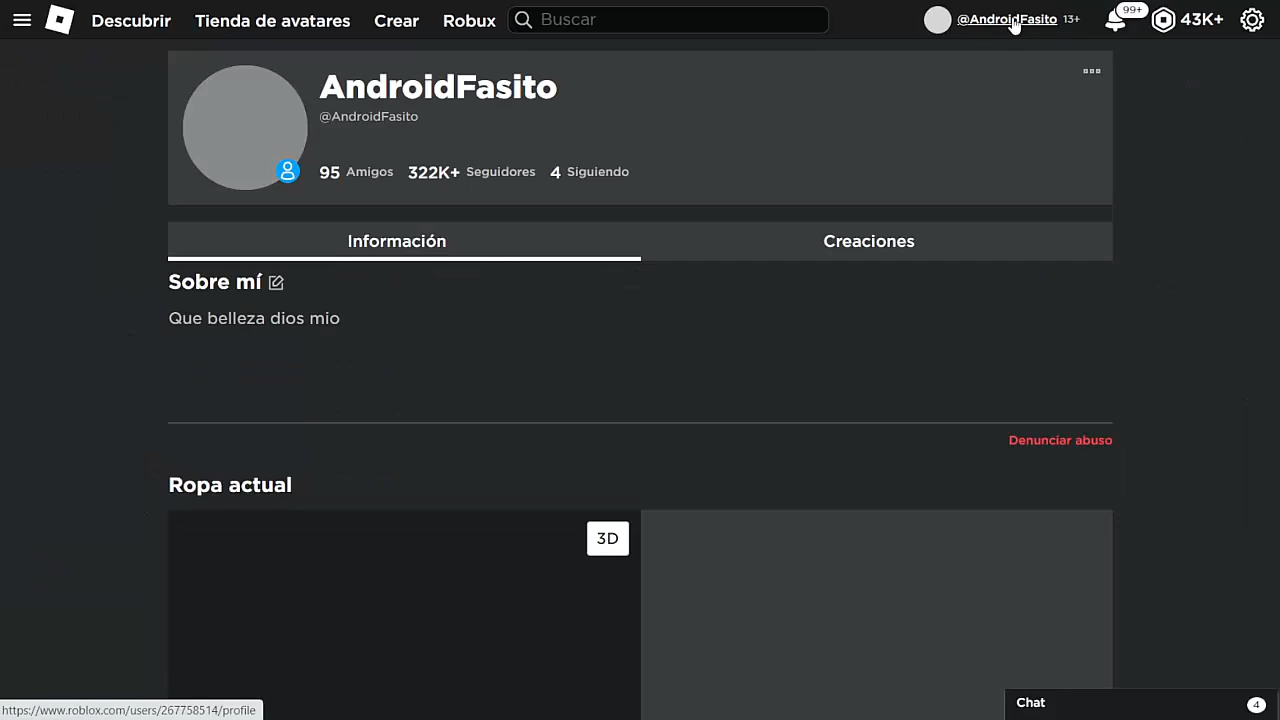 Descubrir Tienda de avatares Crear Robux Buscar @AndroidFasito 13+ 99+ 43K+
AndroidFasito
@AndroidFasito
95 Amigos 322K+ Seguidores 4 Siguiendo
Información Creaciones
Sobre mí
Que belleza dios mio
Denunciar abuso
Ropa actual
3D
https://www.roblox.com/users/267758514/profile
Chat 4